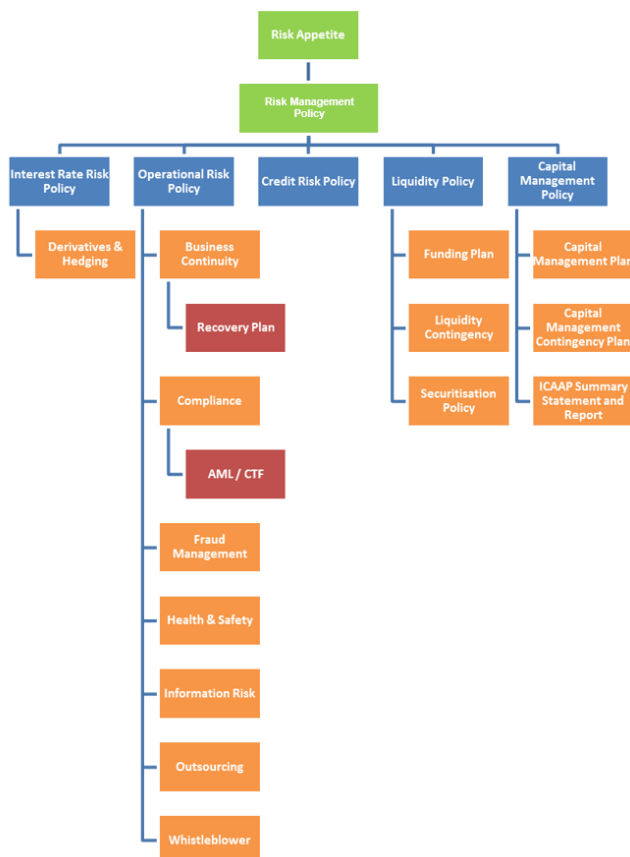 Risk Appetite
Risk Management
Policy
Interest Rate Risk
Policy
Operational Risk
Policy
Credit Risk Policy
Liquidity Policy
Capital
Management
Policy
Derivatives &
Hedging
Business
Continuity
Recovery Plan
Compliance
AML / CTF
Fraud
Management
Health & Safety
Information Risk
Outsourcing
Whistleblower
Funding Plan
Liquidity
Contingency
Securitisation
Policy
Capital
Management Plan
Capital
Management
Contingency Plan
ICAAP Summary
Statement and
Report